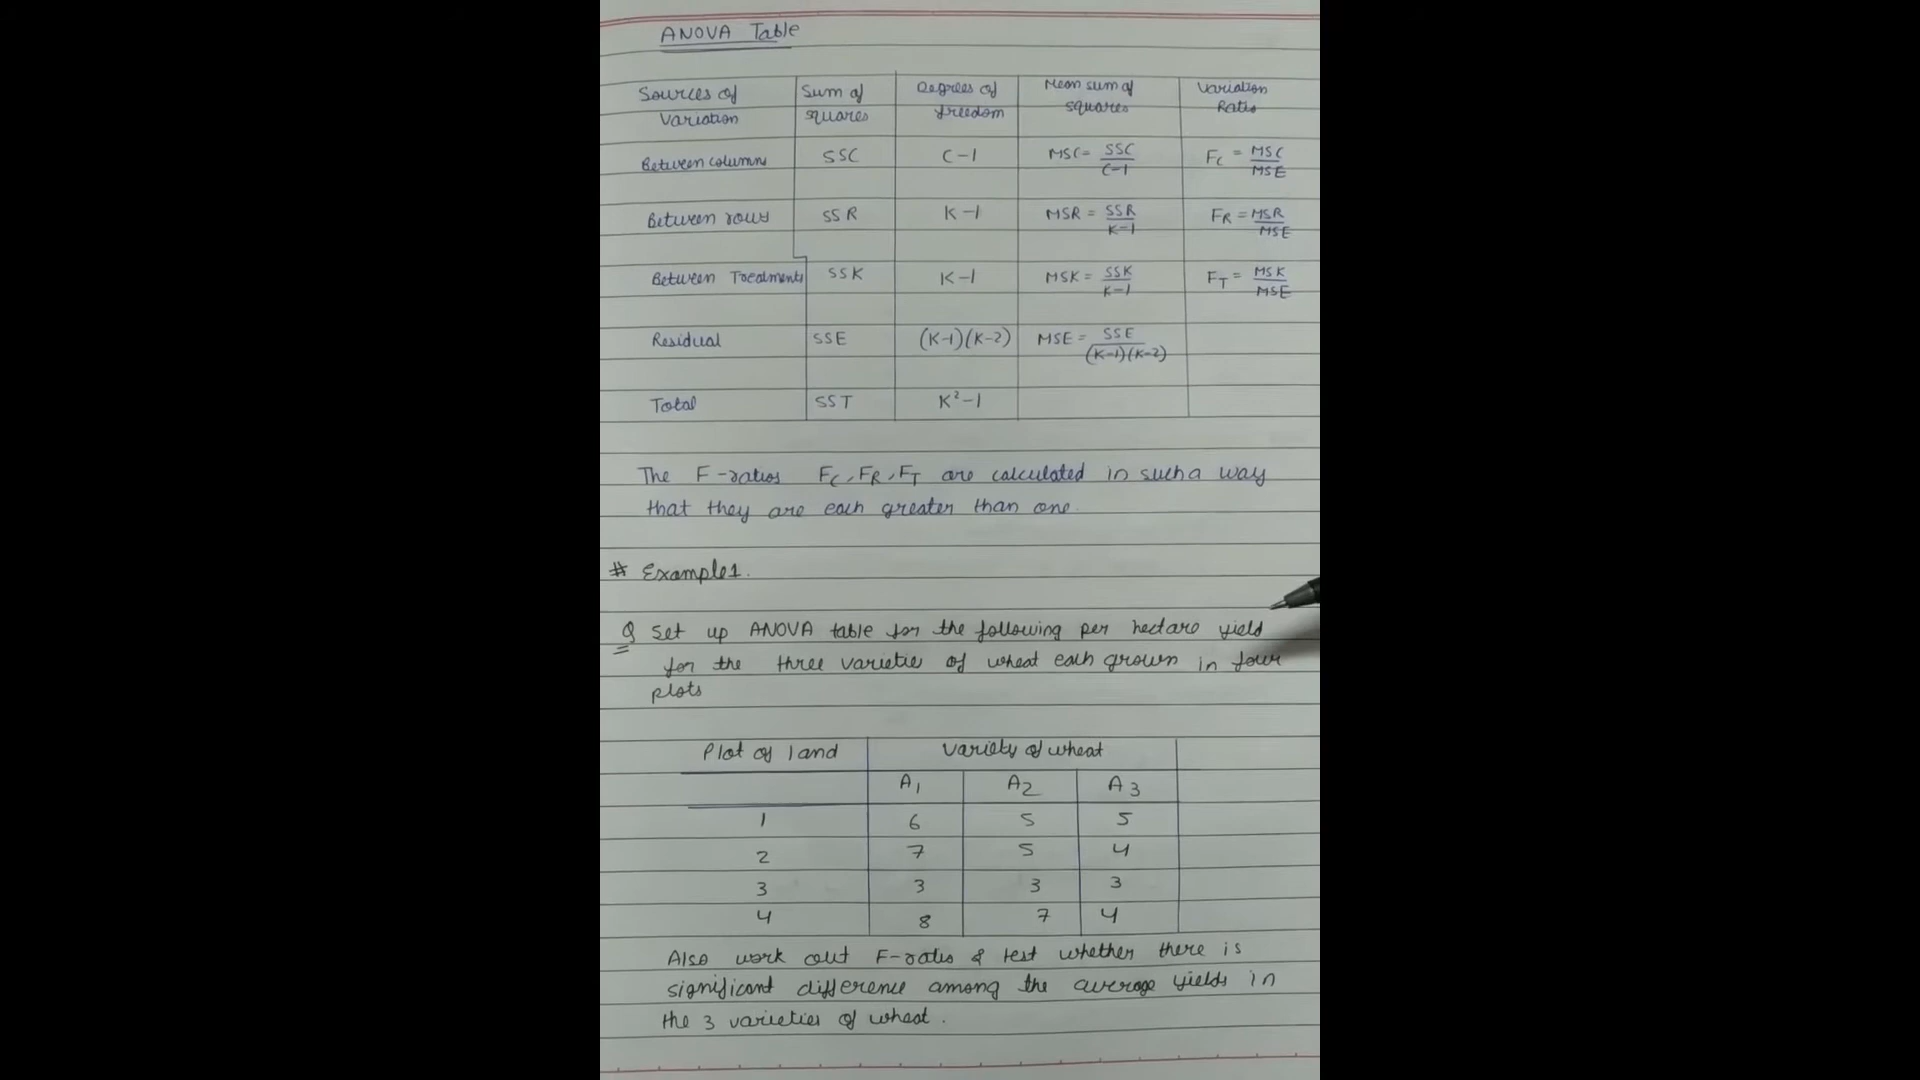 ANOVA Table
Sources of Variation Sum of squares Degrees of freedom Mean sum of squares Variation Ratio
Between columns SSC C-1 MSC = SSC/C-1 FC = MSC/MSE
Between rows SSR K-1 MSR = SSR/K-1 FR = MSR/MSE
Between Treatments SSK K-1 MSK = SSK/K-1 FT = MSK/MSE
Residual SSE (K-1)(K-2) MSE = SSE/(K-1)(K-2)
Total SST K²-1
The F-ratios FC, FR, FT are calculated in such a way
that they are each greater than one.
# Example 1.
Q Set up ANOVA table for the following per hectare yield
for the three varietie of wheat each grown in four
plots
Plot of land Variety of wheat
A1 A2 A3
1 6 5 5
2 7 5 4
3 3 3 3
4 8 7 4
Also work out F-ratio & test whether there is
significant difference among the average yields in
the 3 varieties of wheat.